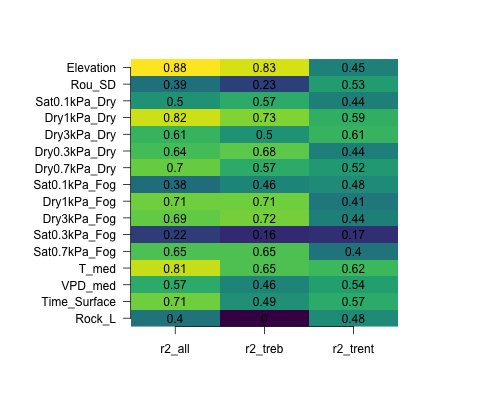 Elevation 0.88 0.83 0.45
Rou_SD 0.39 0.23 0.53
Sat0.1kPa_Dry 0.5 0.57 0.44
Dry1kPa_Dry 0.82 0.73 0.59
Dry3kPa_Dry 0.61 0.5 0.61
Dry0.3kPa_Dry 0.64 0.68 0.44
Dry0.7kPa_Dry 0.7 0.57 0.52
Sat0.1kPa_Fog 0.38 0.46 0.48
Dry1kPa_Fog 0.71 0.71 0.41
Dry3kPa_Fog 0.69 0.72 0.44
Sat0.3kPa_Fog 0.22 0.16 0.17
Sat0.7kPa_Fog 0.65 0.65 0.4
T_med 0.81 0.65 0.62
VPD_med 0.57 0.46 0.54
Time_Surface 0.71 0.49 0.57
Rock_L 0.4 0 0.48
r2_all r2_treb r2_trent